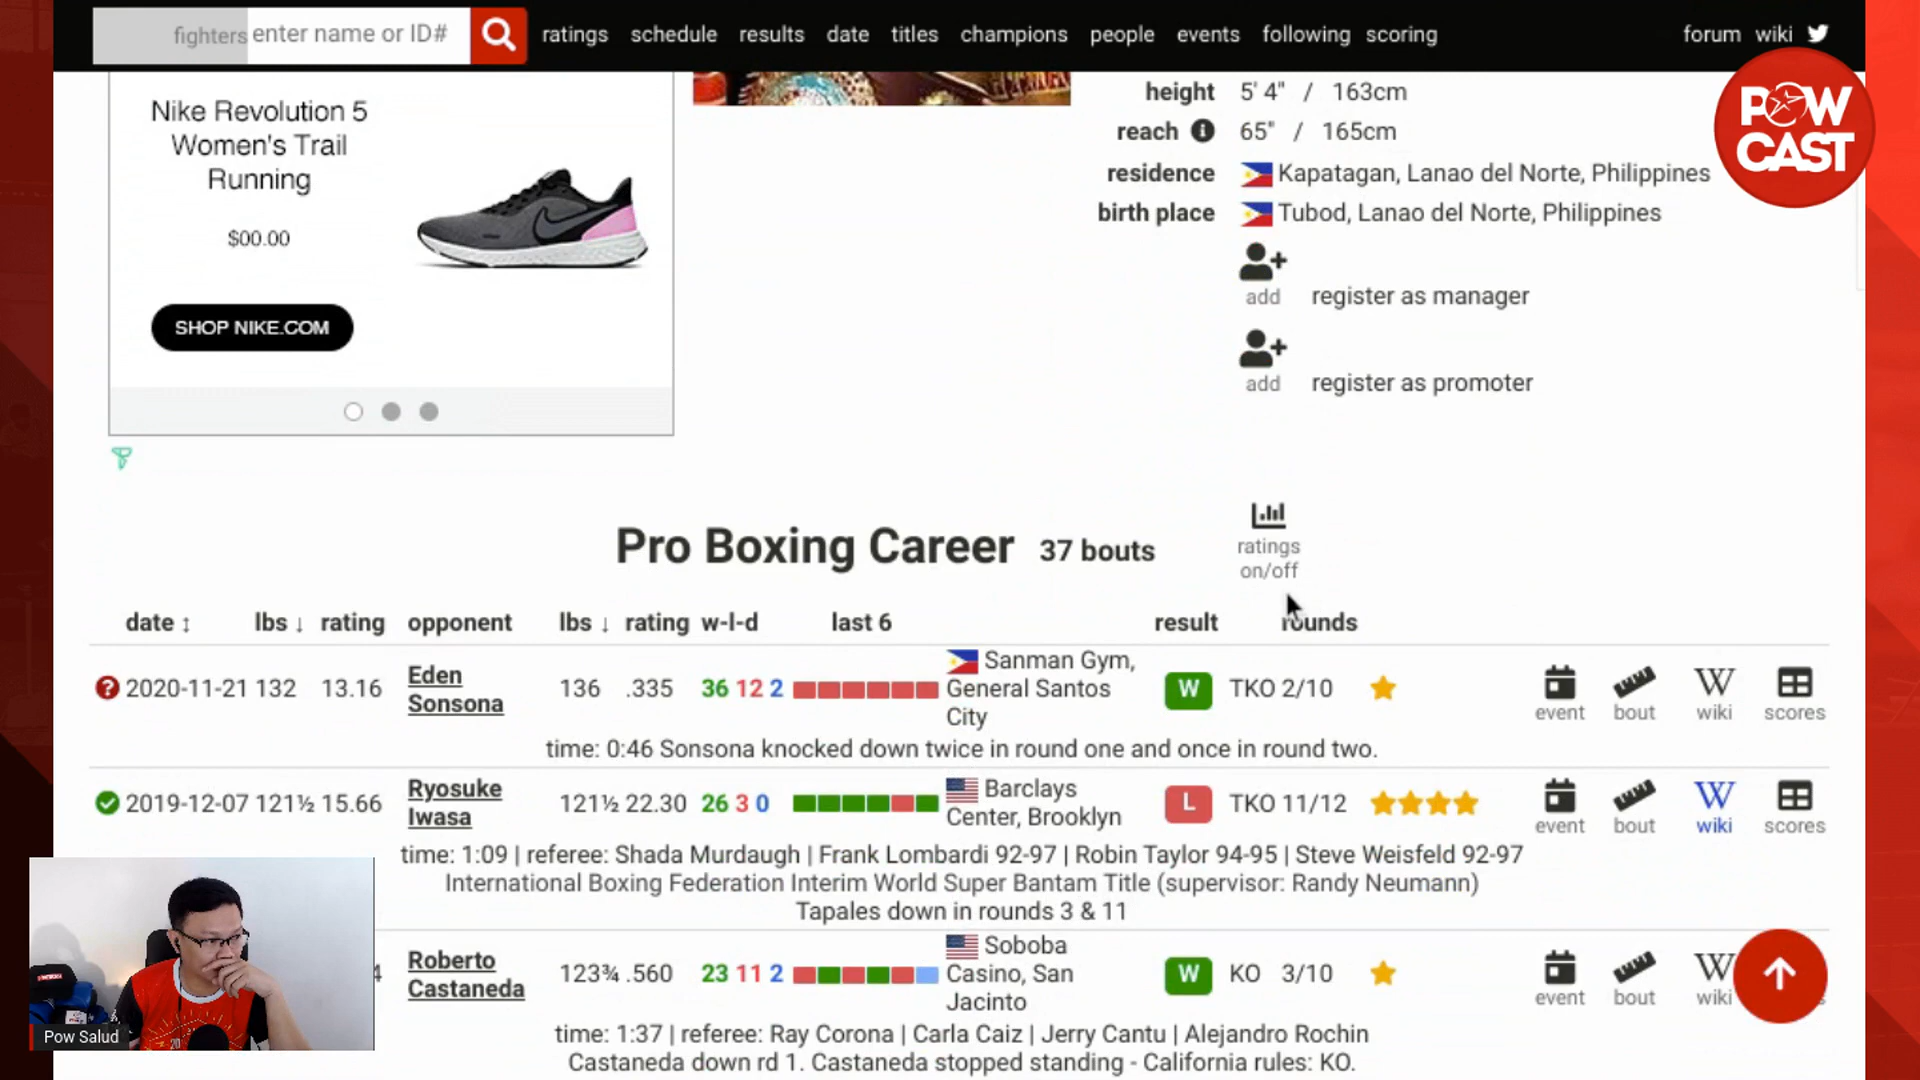 fighters enter name or ID# ratings schedule results date titles champions people events following scoring forum wiki
POW CAST
Nike Revolution 5
Women's Trail
Running
$00.00
SHOP NIKE.COM
height 5' 4" / 163cm
reach 65" / 165cm
residence Kapatagan, Lanao del Norte, Philippines
birth place Tubod, Lanao del Norte, Philippines
add register as manager
add register as promoter
Pro Boxing Career 37 bouts
ratings
on/off
date ↕ lbs ↓ rating opponent lbs ↓ rating w-l-d last 6 result rounds
2020-11-21 132 13.16 Eden Sonsona 136 .335 36 12 2 Sanman Gym, General Santos City W TKO 2/10 event bout wiki scores
time: 0:46 Sonsona knocked down twice in round one and once in round two.
2019-12-07 121½ 15.66 Ryosuke Iwasa 121½ 22.30 26 3 0 Barclays Center, Brooklyn L TKO 11/12 event bout wiki scores
time: 1:09 | referee: Shada Murdaugh | Frank Lombardi 92-97 | Robin Taylor 94-95 | Steve Weisfeld 92-97
International Boxing Federation Interim World Super Bantam Title (supervisor: Randy Neumann)
Tapales down in rounds 3 & 11
4 Roberto Castaneda 123¾ .560 23 11 2 Soboba Casino, San Jacinto W KO 3/10 event bout wiki
time: 1:37 | referee: Ray Corona | Carla Caiz | Jerry Cantu | Alejandro Rochin
Castaneda down rd 1. Castaneda stopped standing - California rules: KO.
Pow Salud